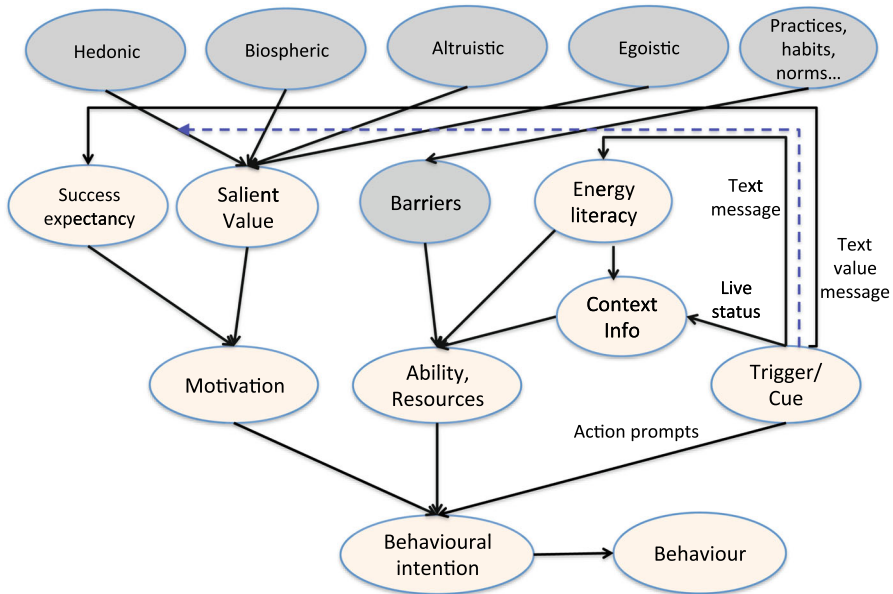 Hedonic
Biospheric
Altruistic
Egoistic
Practices,
habits,
norms...
Success
expectancy
Salient
Value
Barriers
Energy
literacy
Text
message
Text
value
message
Context
Info
Live
status
Motivation
Ability,
Resources
Trigger/
Cue
Action prompts
Behavioural
intention
Behaviour